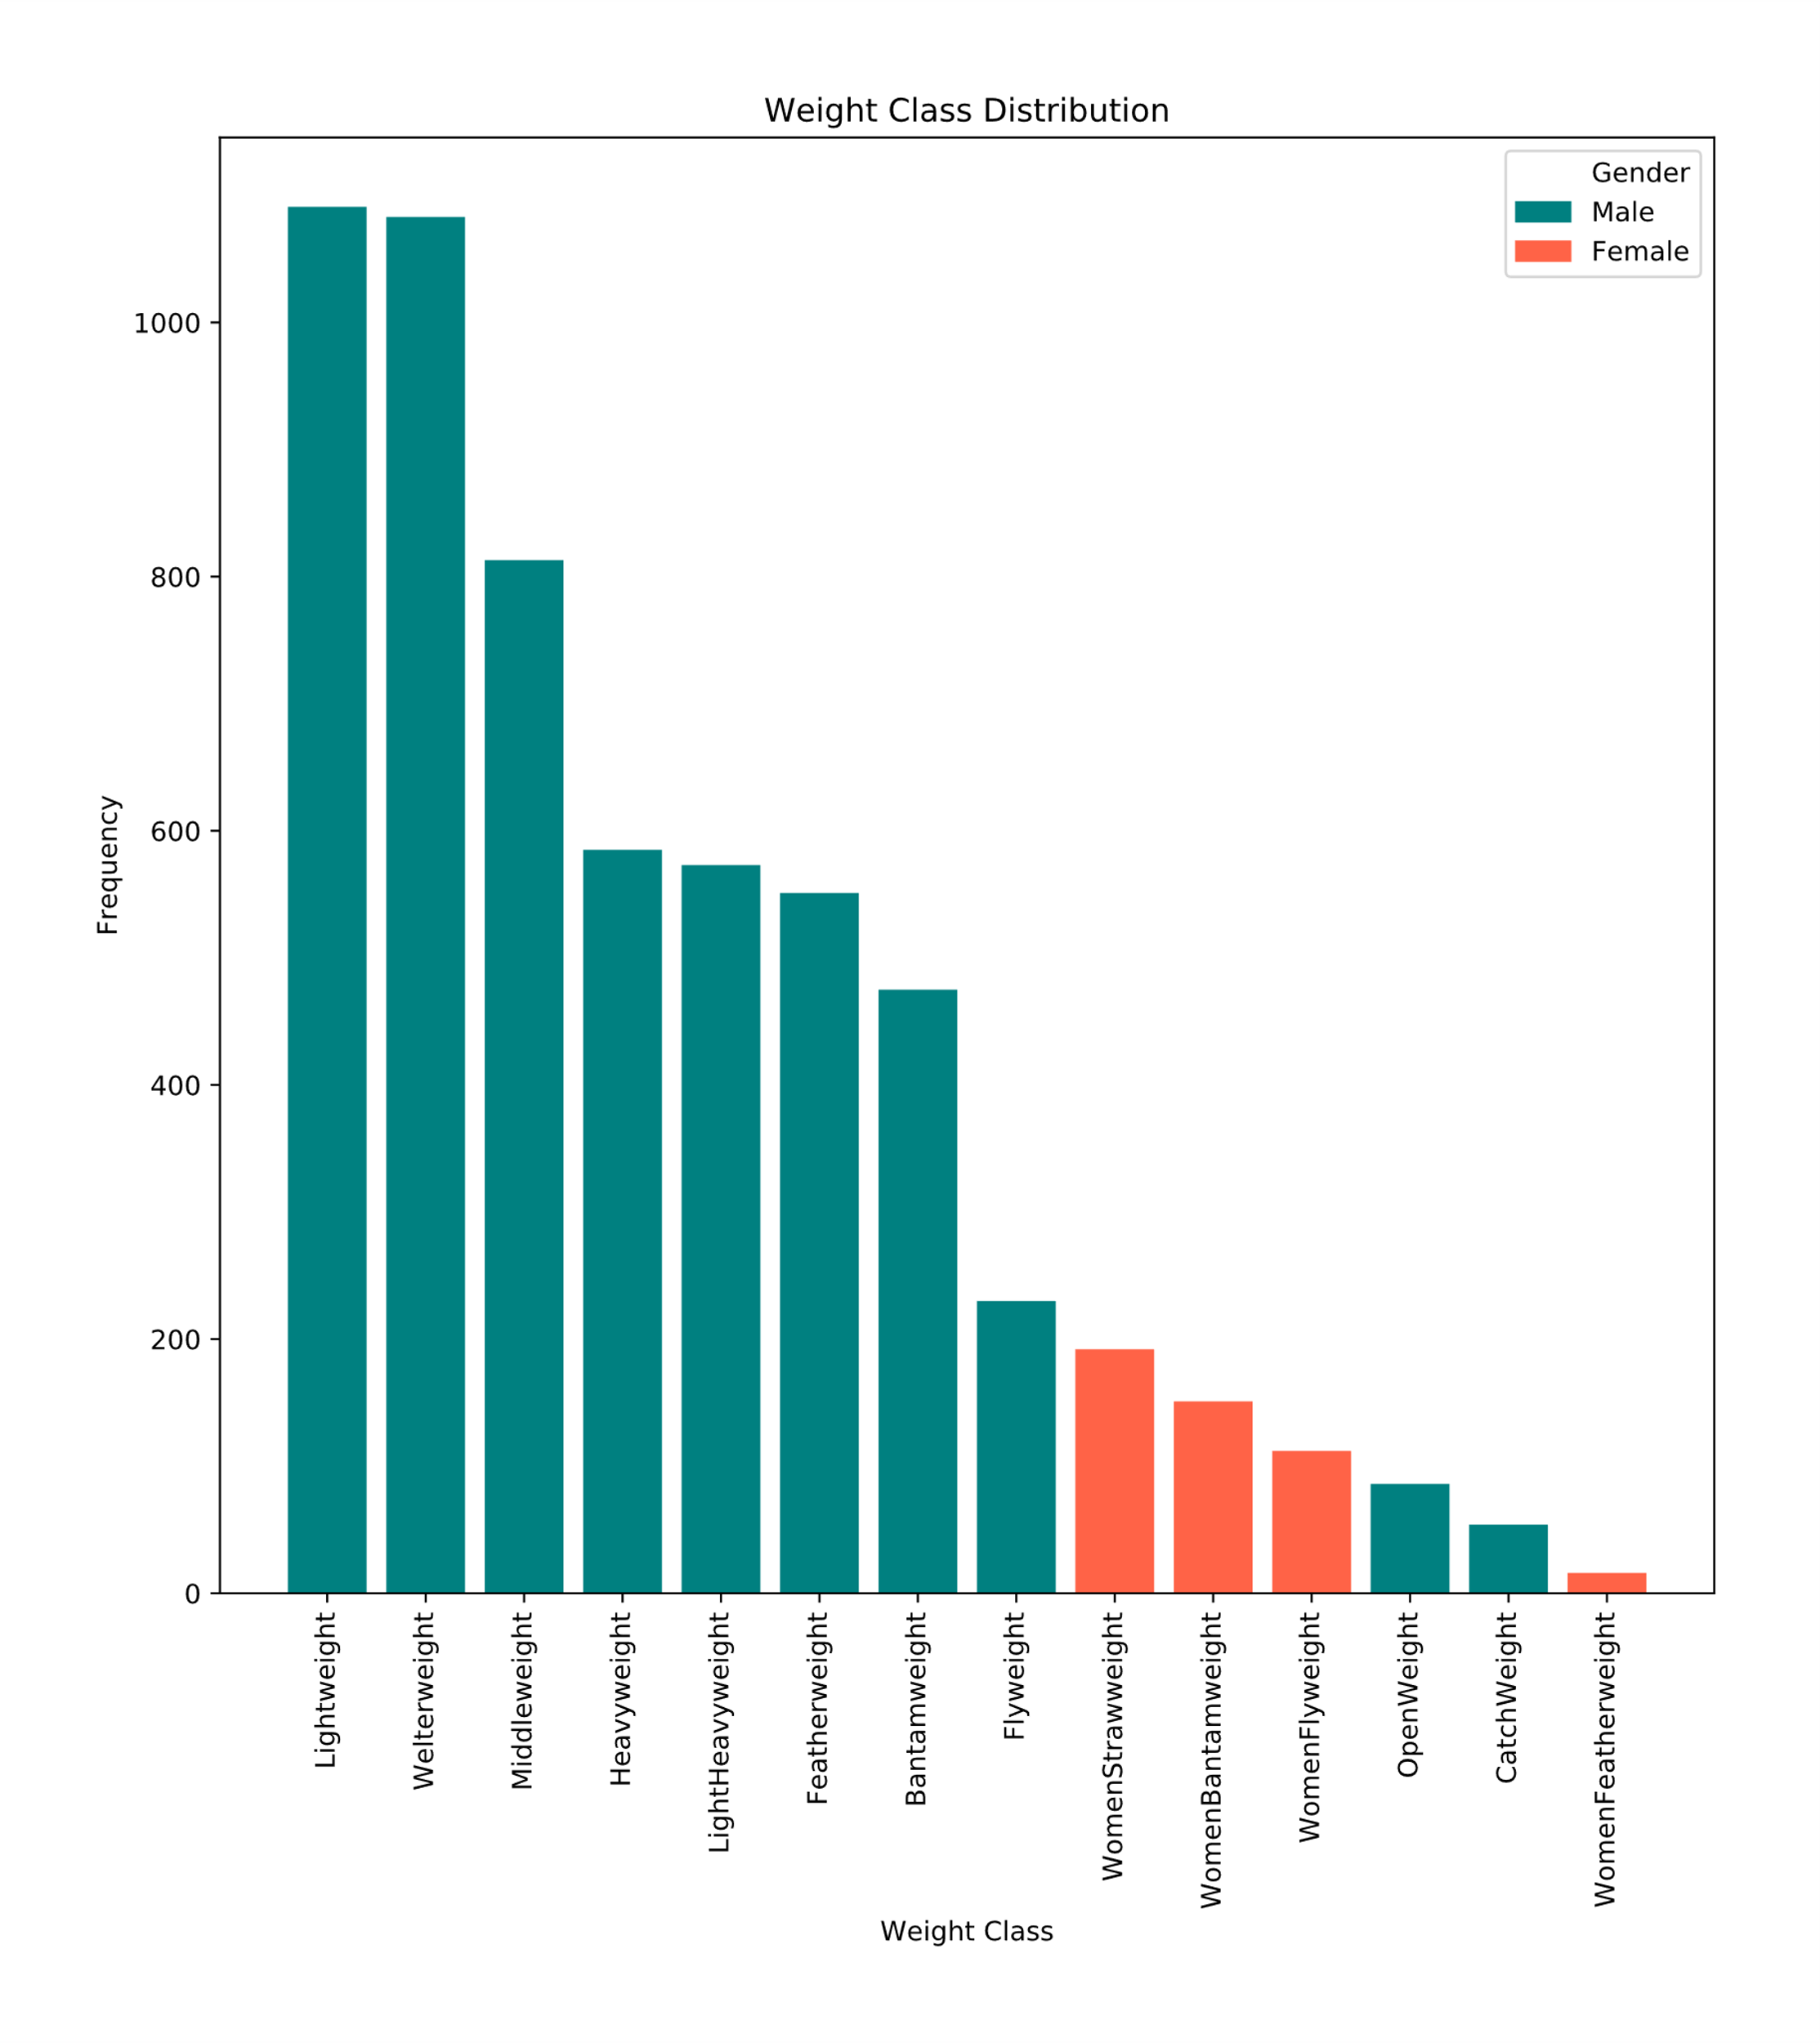 Weight Class Distribution
Gender
Male
Female
Frequency
1000
800
600
400
200
0
Lightweight
Welterweight
Middleweight
Heavyweight
LightHeavyweight
Featherweight
Bantamweight
Flyweight
WomenStrawweight
WomenBantamweight
WomenFlyweight
OpenWeight
CatchWeight
WomenFeatherweight
Weight Class